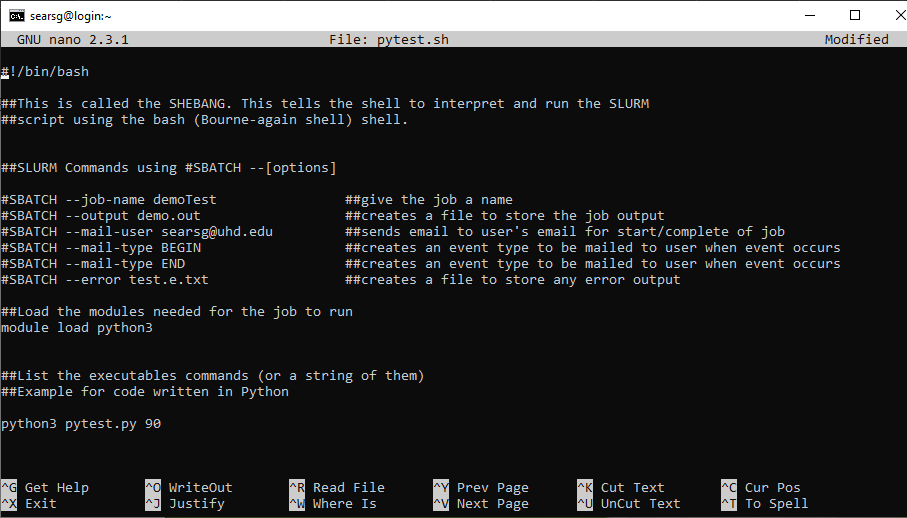 searsg@login:~
GNU nano 2.3.1 File: pytest.sh Modified
#!/bin/bash
##This is called the SHEBANG. This tells the shell to interpret and run the SLURM
##script using the bash (Bourne-again shell) shell.
##SLURM Commands using #SBATCH --[options]
#SBATCH --job-name demoTest ##give the job a name
#SBATCH --output demo.out ##creates a file to store the job output
#SBATCH --mail-user searsg@uhd.edu ##sends email to user's email for start/complete of job
#SBATCH --mail-type BEGIN ##creates an event type to be mailed to user when event occurs
#SBATCH --mail-type END ##creates an event type to be mailed to user when event occurs
#SBATCH --error test.e.txt ##creates a file to store any error output
##Load the modules needed for the job to run
module load python3
##List the executables commands (or a string of them)
##Example for code written in Python
python3 pytest.py 90
^G Get Help ^O WriteOut ^R Read File ^Y Prev Page ^K Cut Text ^C Cur Pos
^X Exit ^J Justify ^W Where Is ^V Next Page ^U UnCut Text ^T To Spell